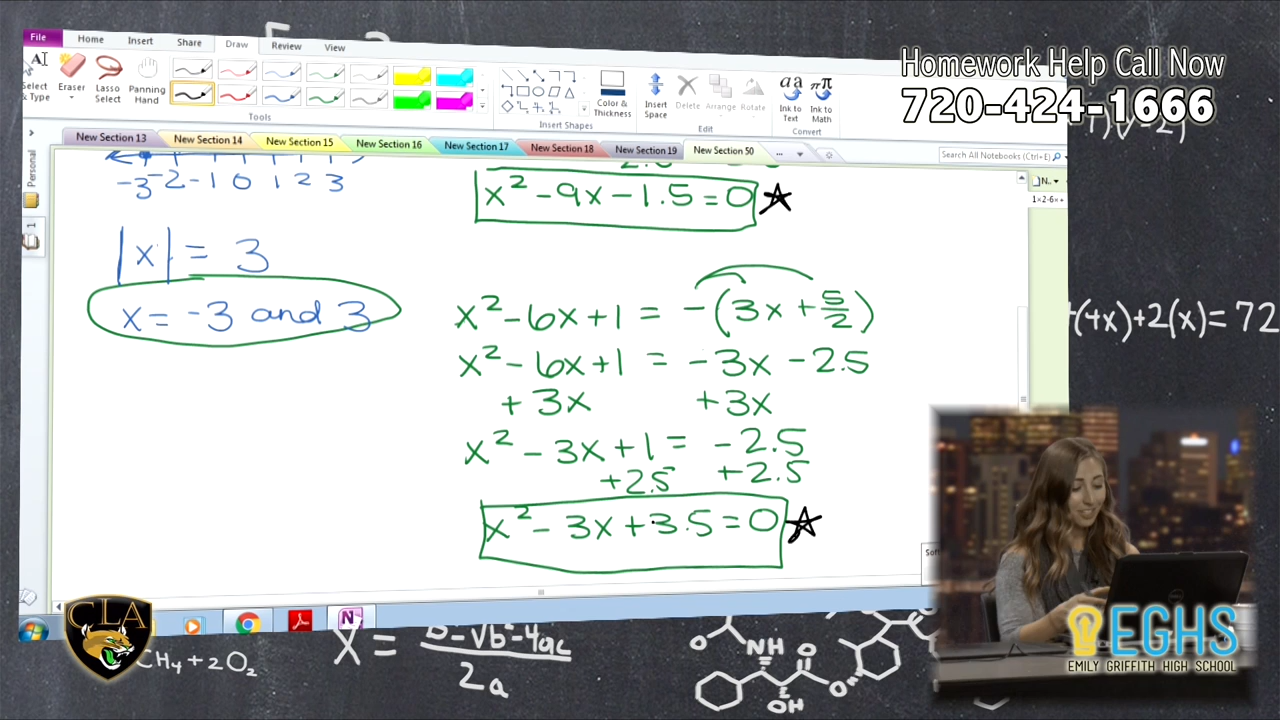 Homework Help Call Now
720-424-1666
File Home Insert Share Draw Review View
Select & Type
Eraser
Lasso Select
Panning Hand
Color & Thickness
Insert Space
Delete
Arrange
Rotate
Ink to Text
Ink to Math
Tools
Insert Shapes
Edit
Convert
New Section 13 New Section 14 New Section 15 New Section 16 New Section 17 New Section 18 New Section 19 New Section 50 ...
Search All Notebooks (Ctrl+E)
Personal
1
-3 -2 -1 0 1 2 3
|x| = 3
x = -3 and 3
x² - 9x - 1.5 = 0
x² - 6x + 1 = -(3x + 5/2)
x² - 6x + 1 = -3x - 2.5
+ 3x +3x
x² - 3x + 1 = -2.5
+2.5 +2.5
x² - 3x + 3.5 = 0
(4x)+2(x)=72
CLA
CH₄ + 2O₂
b-√b²-4ac
X =
2a
NH
O
O
O
OH
EGHS
EMILY GRIFFITH HIGH SCHOOL